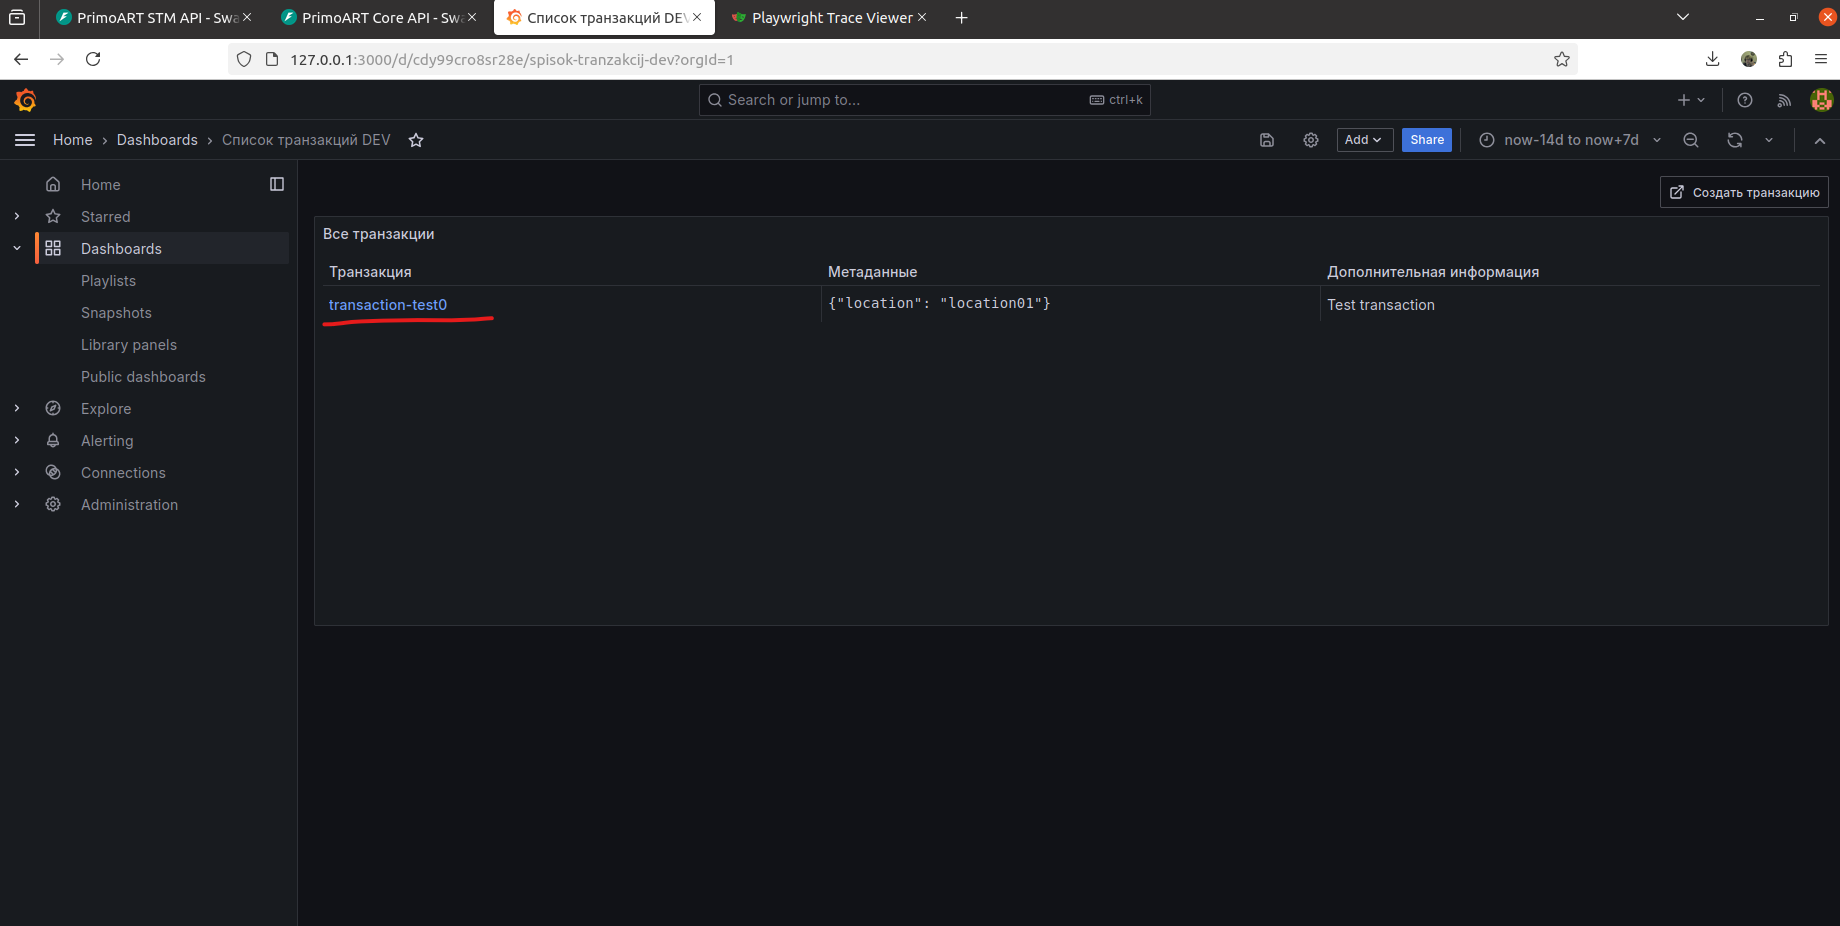 PrimoART STM API - Swa
PrimoART Core API - Swa
Список транзакций DEV
Playwright Trace Viewer
127.0.0.1:3000/d/cdy99cro8sr28e/spisok-tranzakcij-dev?orgId=1
Search or jump to...
ctrl+k
Home › Dashboards › Список транзакций DEV
Add
Share
now-14d to now+7d
Home
Starred
Dashboards
Playlists
Snapshots
Library panels
Public dashboards
Explore
Alerting
Connections
Administration
Создать транзакцию
Все транзакции
Транзакция Метаданные Дополнительная информация
transaction-test0 {"location": "location01"} Test transaction